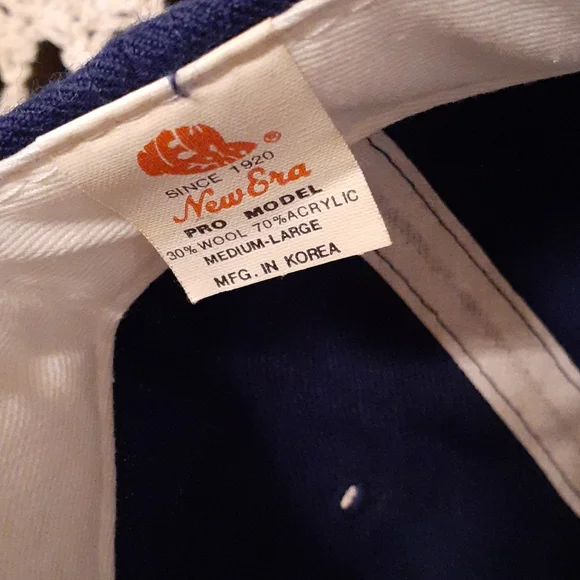 NEW ERA
®
SINCE 1920
New Era
PRO MODEL
30% WOOL 70% ACRYLIC
MEDIUM-LARGE
MFG. IN KOREA